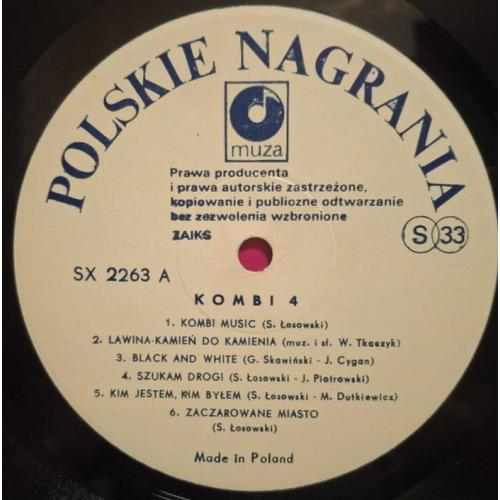 POLSKIE NAGRANIA
muza
Prawa producenta
i prawa autorskie zastrzeżone,
kopiowanie i publiczne odtwarzanie
bez zezwolenia wzbronione
ZAIKS
S 33
SX 2263 A
KOMBI 4
1. KOMBI MUSIC (S. Łosowski)
2. LAWINA-KAMIEŃ DO KAMIENIA (muz. i sł. W. Tkaczyk)
3. BLACK AND WHITE (G. Skawiński - J. Cygan)
4. SZUKAM DROGI (S. Łosowski - J. Piotrowski)
5. KIM JESTEM, KIM BYŁEM (S. Łosowski - M. Dutkiewicz)
6. ZACZAROWANE MIASTO
(S. Łosowski)
Made in Poland